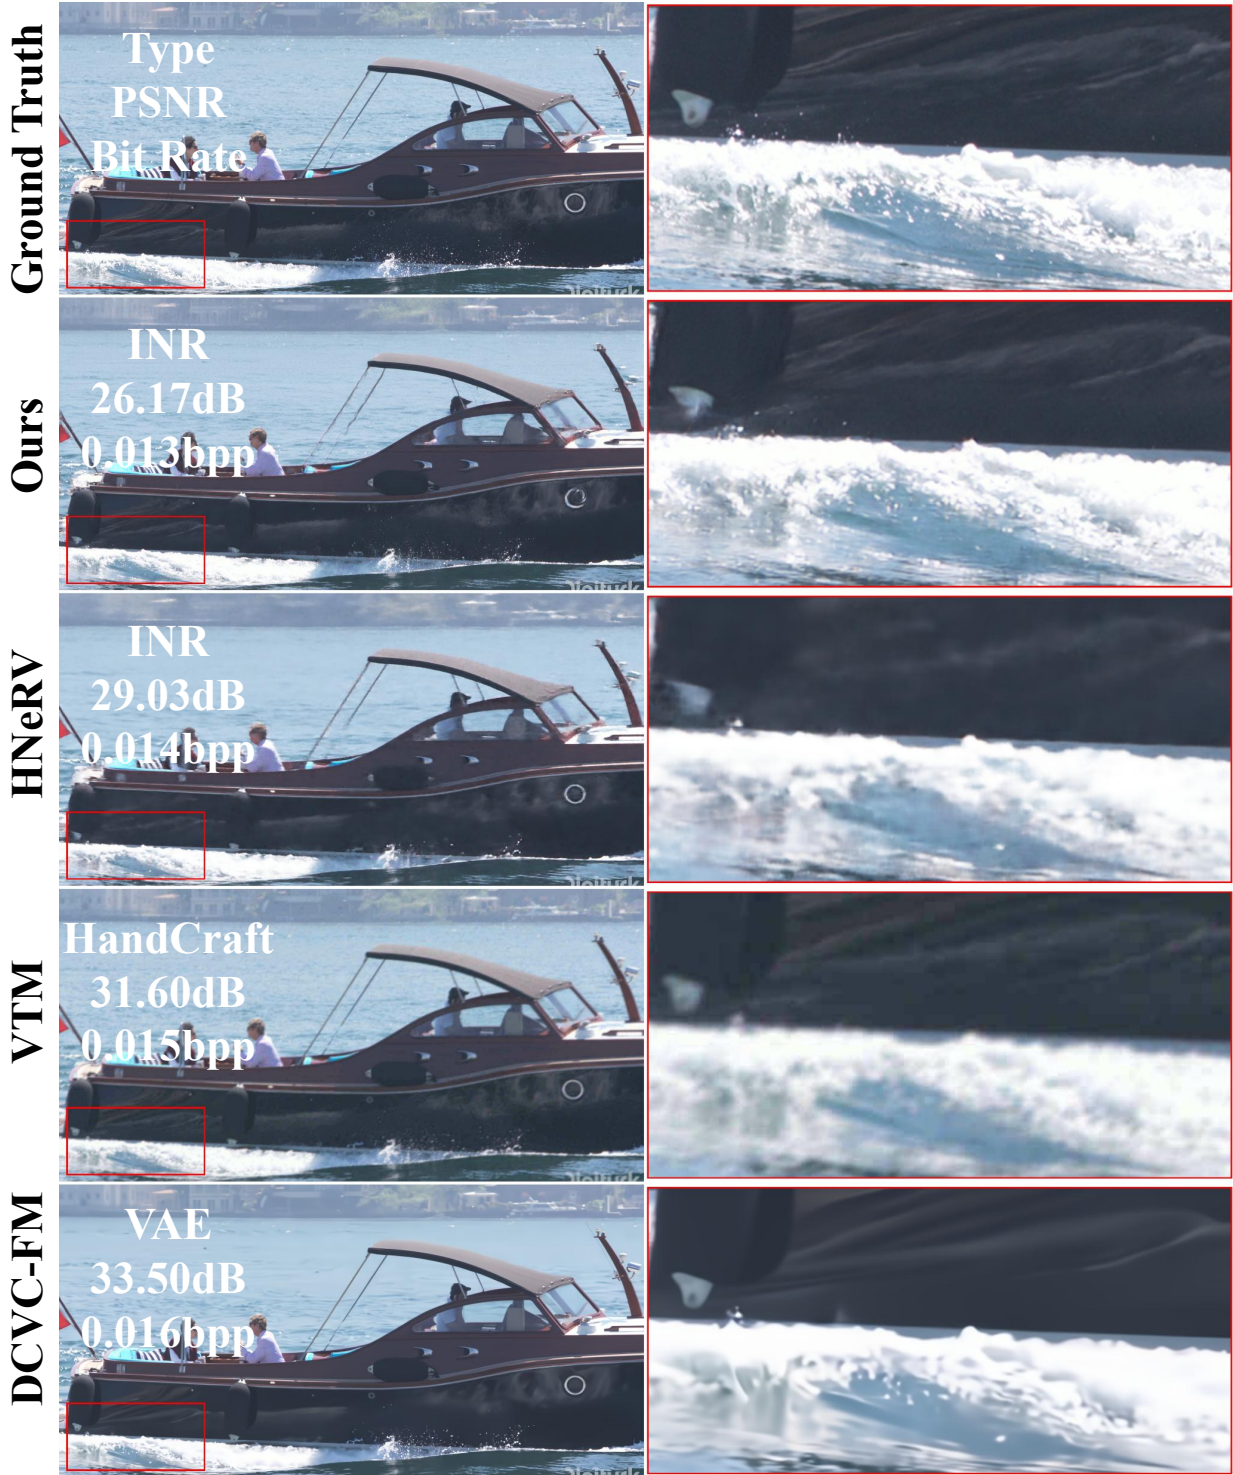 Ground Truth
Type
PSNR
Bit Rate
Ours
INR
26.17dB
0.013bpp
HNeRV
INR
29.03dB
0.014bpp
VTM
HandCraft
31.60dB
0.015bpp
DCVC-FM
VAE
33.50dB
0.016bpp